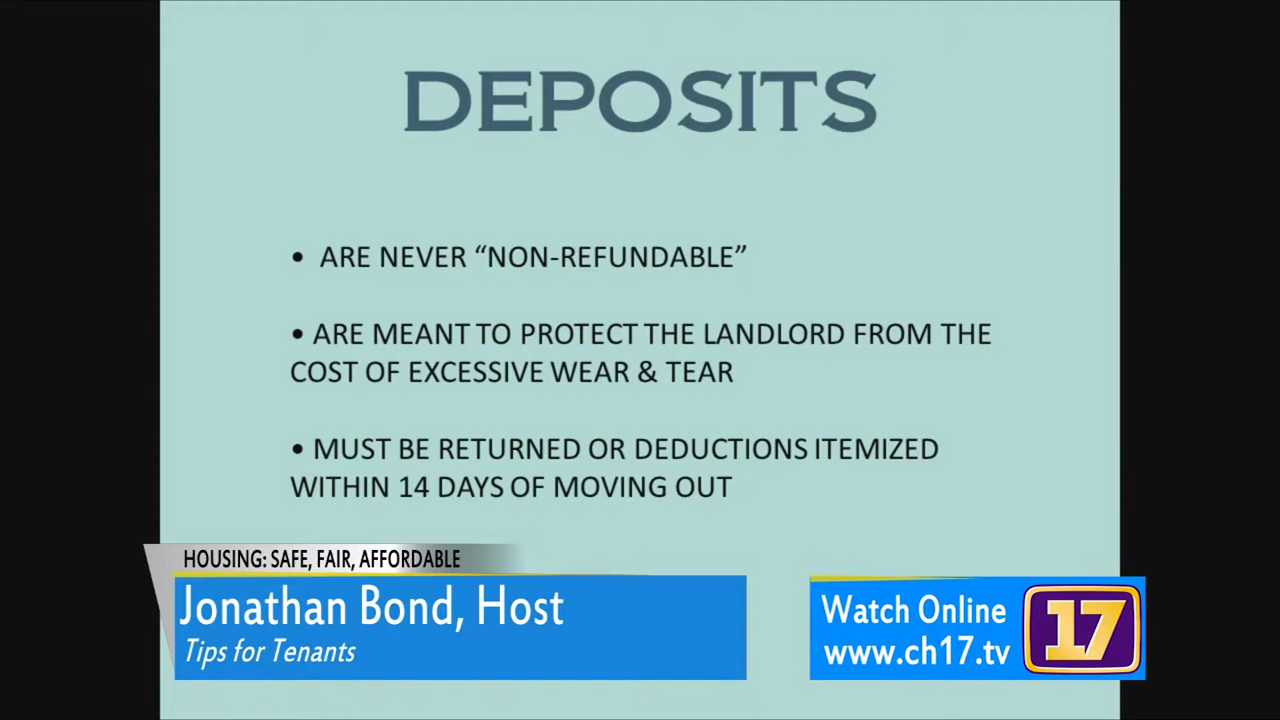 DEPOSITS
• ARE NEVER “NON-REFUNDABLE”
• ARE MEANT TO PROTECT THE LANDLORD FROM THE
COST OF EXCESSIVE WEAR & TEAR
• MUST BE RETURNED OR DEDUCTIONS ITEMIZED
WITHIN 14 DAYS OF MOVING OUT
HOUSING: SAFE, FAIR, AFFORDABLE
Jonathan Bond, Host
Tips for Tenants
Watch Online
www.ch17.tv
17